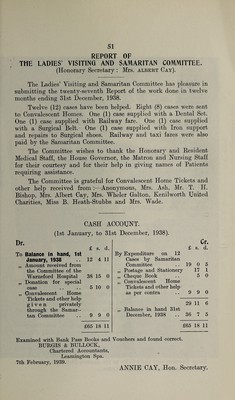 51
REPORT OF
THE LADIES' VISITING AND SAMARITAN COMMITTEE.
(Honorary Secretary: Mrs. ALBERT CAY).
The Ladies' Visiting and Samaritan Committee has pleasure in
submitting the twenty-seventh Report of the work done in twelve
months ending 31st December, 1938.
Twelve (12) cases have been helped. Eight (8) cases were sent
to Convalescent Homes. One (1) case supplied with a Dental Set.
One (1) case supplied with Railway fare. One (1) case supplied
with a Surgical Belt. One (1) case supplied with Iron support
and repairs to Surgical shoes. Railway and taxi fares were also
paid by the Samaritan Committee.
The Committee wishes to thank the Honorary and Resident
Medical Staff, the House Governor, the Matron and Nursing Staff
for their courtesy and for their help in giving names of Patients
requiring assistance.
The Committee is grateful for Convalescent Home Tickets and
other help received from:—Anonymous, Mrs. Ash, Mr. T. H.
Bishop, Mrs. Albert Cay, Mrs. Wheler Galton, Kenilworth United
Charities, Miss B. Heath-Stubbs and Mrs. Wade.
CASH ACCOUNT.
(1st January, to 31st December, 1938).
Dr.
£ s. d.
To Balance in hand, 1st
January, 1938 .. 12 4 11
„ Amount received from
the Committee of the
Warneford Hospital 38 15 0
„ Donation for special
case .. .. 5 10 0
„ Convalescent Home
Tickets and other help
given privately
through the Samar-
itan Committee .. 9 9 0
£65 18 11
Cr.
£ s. d.
By Expenditure on 12
Cases by Samaritan
Committee .. 19 0 5
„ Postage and Stationery 17 1
„ Cheque Book .. 5 0
„ Convalescent Home
Tickets and other help
as per contra .. 9 9 0
29 11 6
„ Balance in hand 31st
December, 1938 .. 36 7 5
£65 18 11
Examined with Bank Pass Books and Vouchers and found correct.
BURGIS & BULLOCK,
Chartered Accountants,
Leamington Spa.
7th February, 1939.
ANNIE CAY, Hon. Secretary.